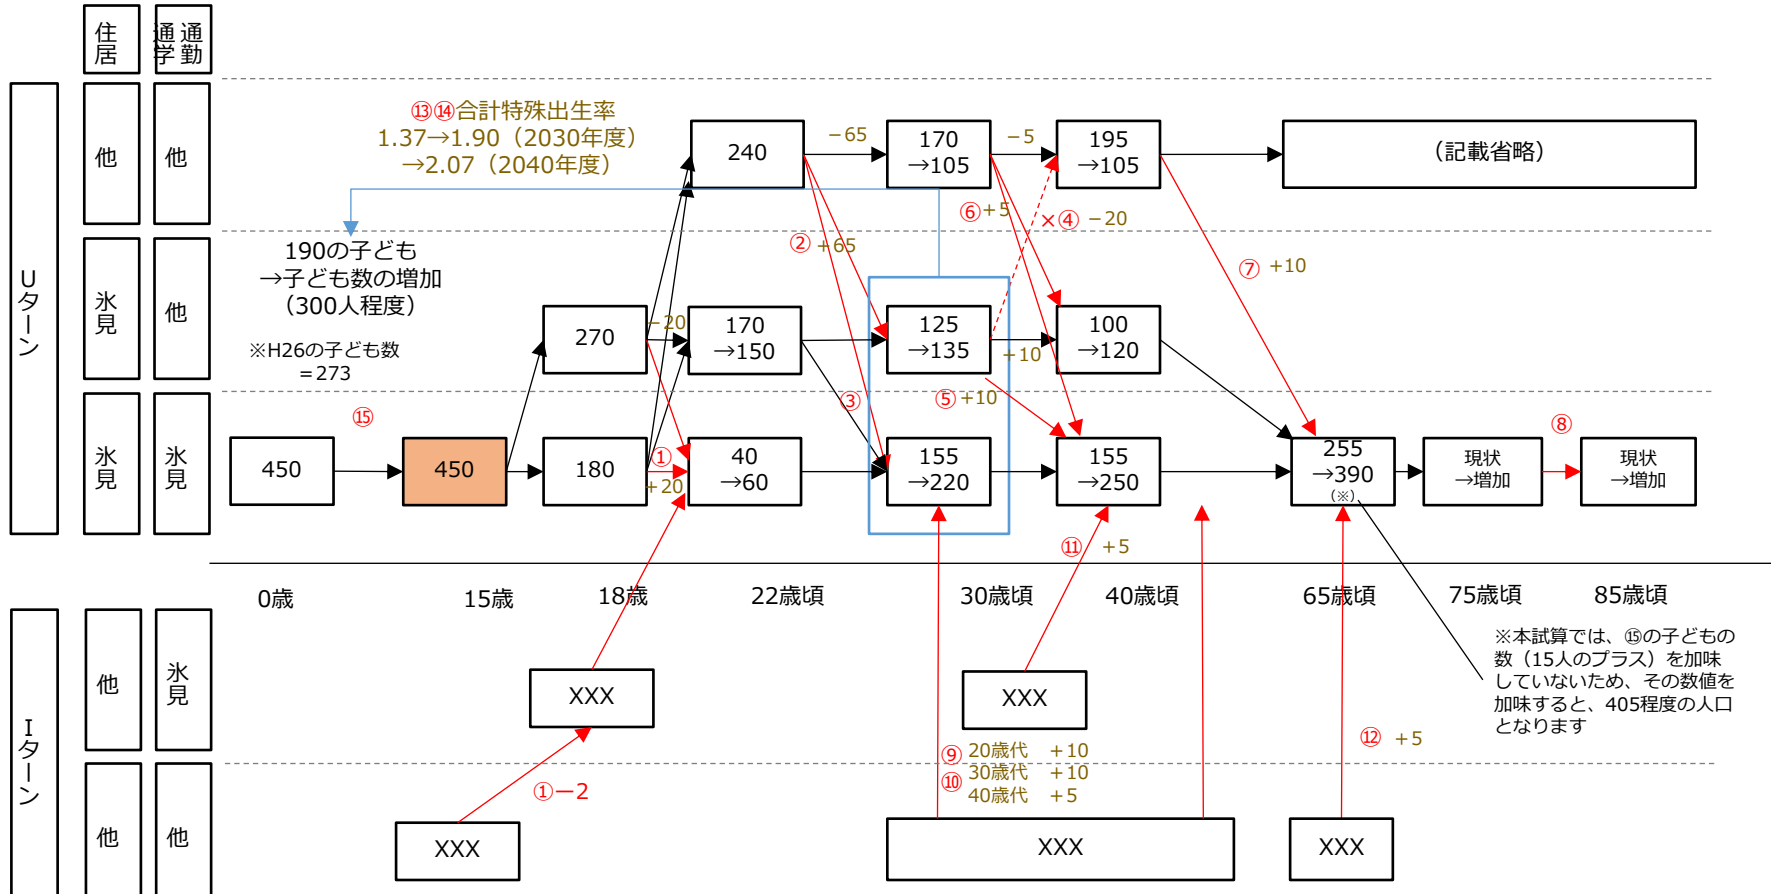 住居
通勤
通学
Uターン
他
他
⑬⑭合計特殊出生率
1.37→1.90（2030年度）
→2.07（2040年度）
240
−65
170
→105
−5
195
→105
（記載省略）
氷見
他
190の子ども
→子ども数の増加
（300人程度）
※H26の子ども数
＝273
270
−20
170
→150
② +65
125
→135
⑥+5
×④ −20
+10
100
→120
⑦ +10
氷見
氷見
⑮
450
450
180
①
+20
40
→60
③
155
→220
⑤+10
155
→250
255
→390
（※）
現状
→増加
⑧
現状
→増加
⑪ +5
0歳
15歳
18歳
22歳頃
30歳頃
40歳頃
65歳頃
75歳頃
85歳頃
Iターン
他
氷見
XXX
XXX
※本試算では、⑮の子どもの
数（15人のプラス）を加味
していないため、その数値を
加味すると、405程度の人口
となります
⑨ 20歳代 +10
⑩ 30歳代 +10
40歳代 +5
⑫ +5
①−2
他
他
XXX
XXX
XXX